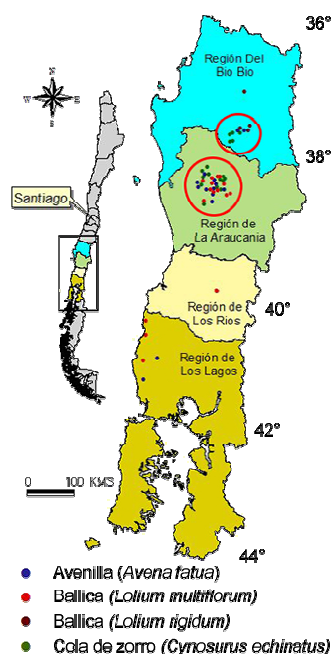 36°
Región Del
Bio Bio
N
W
E
S
38°
Santiago
Región de
La Araucania
Región de
Los Rios
40°
Región de
Los Lagos
42°
0 100 KMS
44°
Avenilla (Avena fatua)
Ballica (Lolium multiflorum)
Ballica (Lolium rigidum)
Cola de zorro (Cynosurus echinatus)